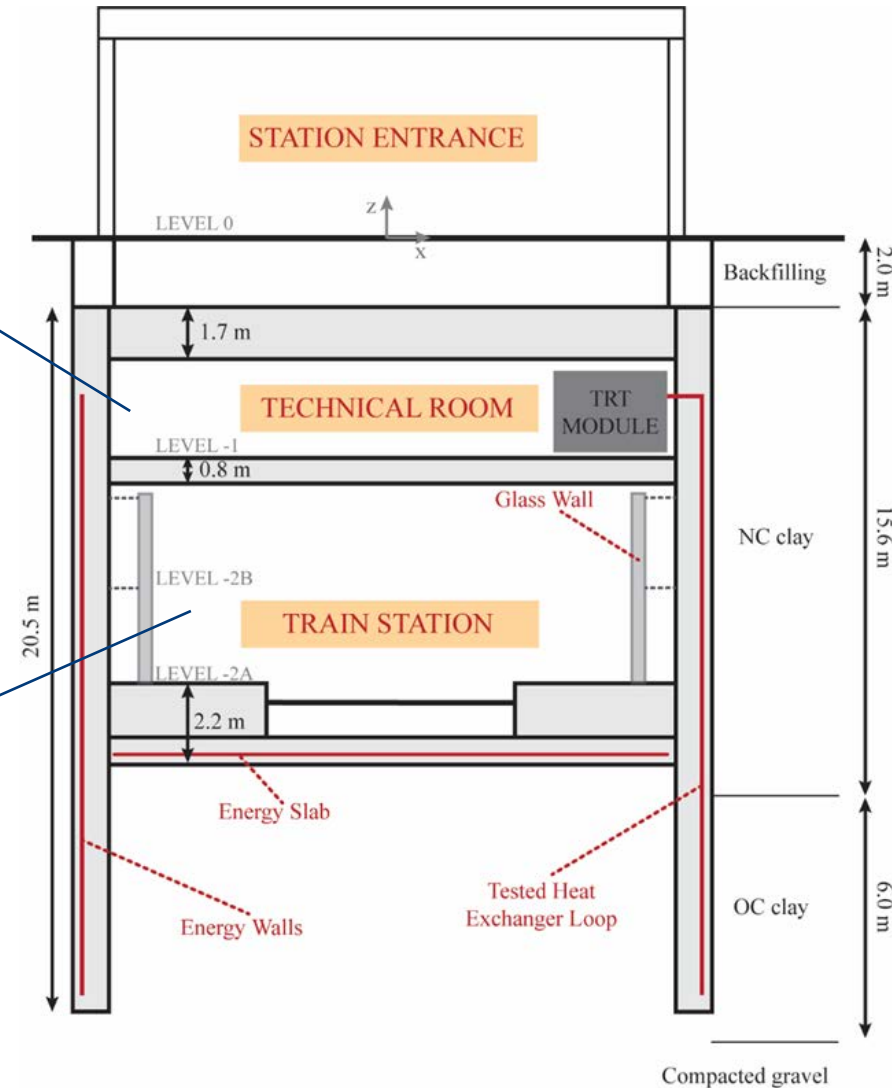 STATION ENTRANCE
LEVEL 0
z
x
2.0 m
Backfilling
1.7 m
TECHNICAL ROOM
TRT
MODULE
LEVEL -1
0.8 m
Glass Wall
NC clay
15.6 m
LEVEL -2B
20.5 m
TRAIN STATION
LEVEL -2A
2.2 m
Energy Slab
Tested Heat
Exchanger Loop
OC clay
6.0 m
Energy Walls
Compacted gravel